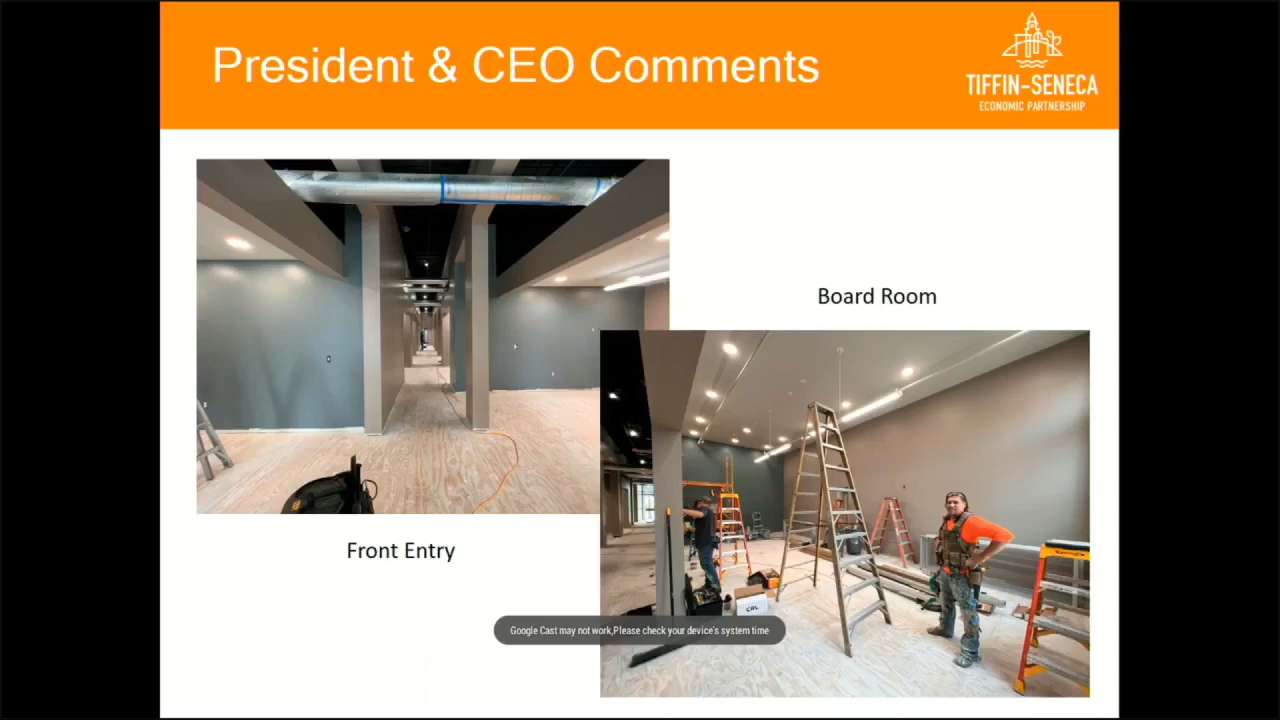 President & CEO Comments
TIFFIN-SENECA
ECONOMIC PARTNERSHIP
Board Room
Front Entry
CRL
Google Cast may not work,Please check your device's system time